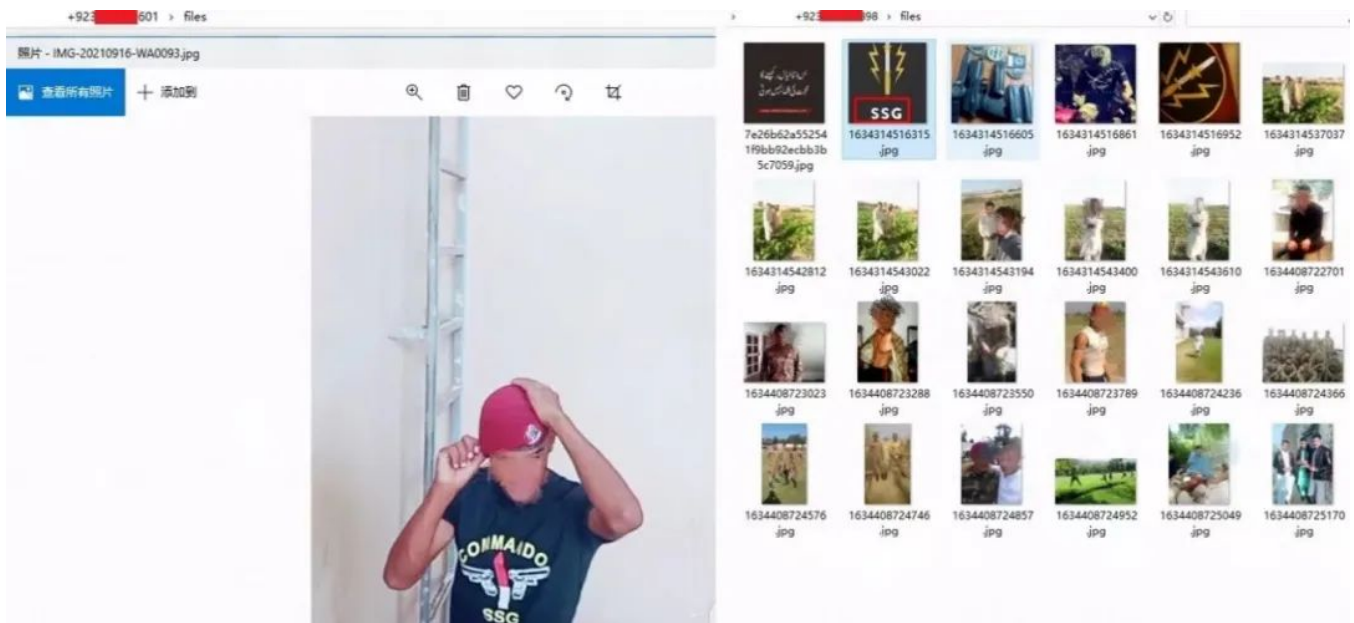 +923 601 › files
照片 - IMG-20210916-WA0093.jpg
查看所有照片 添加到
COMMANDO
SSG
› +923 98 › files
SSG
7e26b62a55254
1f9bb92ecbb3b
5c7059.jpg
1634314516315
.jpg
1634314516605
.jpg
1634314516861
.jpg
1634314516952
.jpg
1634314537037
.jpg
1634314542812
.jpg
1634314543022
.jpg
1634314543194
.jpg
1634314543400
.jpg
1634314543610
.jpg
1634408722701
.jpg
1634408723023
.jpg
1634408723288
.jpg
1634408723550
.jpg
1634408723789
.jpg
1634408724236
.jpg
1634408724366
.jpg
1634408724576
.jpg
1634408724746
.jpg
1634408724857
.jpg
1634408724952
.jpg
1634408725049
.jpg
1634408725170
.jpg